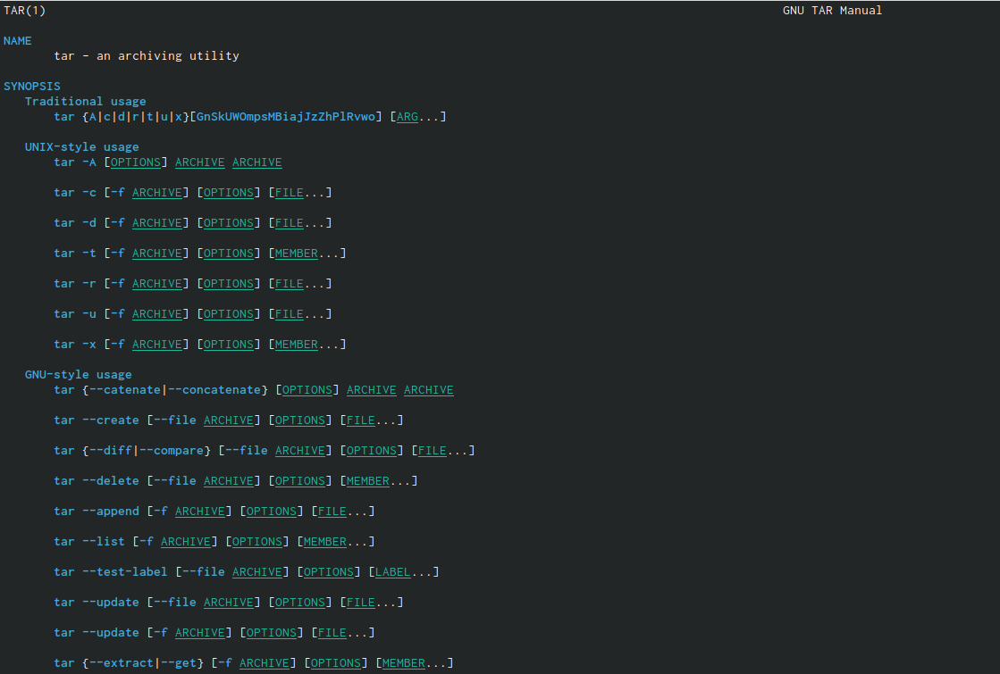 TAR(1) GNU TAR Manual
NAME
tar - an archiving utility
SYNOPSIS
Traditional usage
tar {A|c|d|r|t|u|x}[GnSkUWOmpsMBiajJzZhPlRvwo] [ARG...]
UNIX-style usage
tar -A [OPTIONS] ARCHIVE ARCHIVE
tar -c [-f ARCHIVE] [OPTIONS] [FILE...]
tar -d [-f ARCHIVE] [OPTIONS] [FILE...]
tar -t [-f ARCHIVE] [OPTIONS] [MEMBER...]
tar -r [-f ARCHIVE] [OPTIONS] [FILE...]
tar -u [-f ARCHIVE] [OPTIONS] [FILE...]
tar -x [-f ARCHIVE] [OPTIONS] [MEMBER...]
GNU-style usage
tar {--catenate|--concatenate} [OPTIONS] ARCHIVE ARCHIVE
tar --create [--file ARCHIVE] [OPTIONS] [FILE...]
tar {--diff|--compare} [--file ARCHIVE] [OPTIONS] [FILE...]
tar --delete [--file ARCHIVE] [OPTIONS] [MEMBER...]
tar --append [-f ARCHIVE] [OPTIONS] [FILE...]
tar --list [-f ARCHIVE] [OPTIONS] [MEMBER...]
tar --test-label [--file ARCHIVE] [OPTIONS] [LABEL...]
tar --update [--file ARCHIVE] [OPTIONS] [FILE...]
tar --update [-f ARCHIVE] [OPTIONS] [FILE...]
tar {--extract|--get} [-f ARCHIVE] [OPTIONS] [MEMBER...]